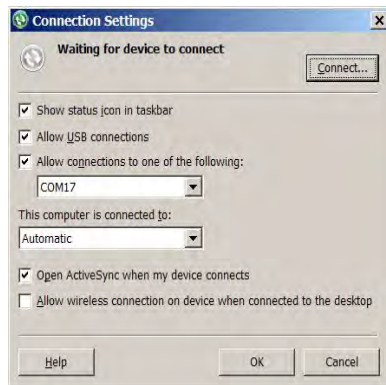 Connection Settings
Waiting for device to connect
Connect...
Show status icon in taskbar
Allow USB connections
Allow connections to one of the following:
COM17
This computer is connected to:
Automatic
Open ActiveSync when my device connects
Allow wireless connection on device when connected to the desktop
Help OK Cancel